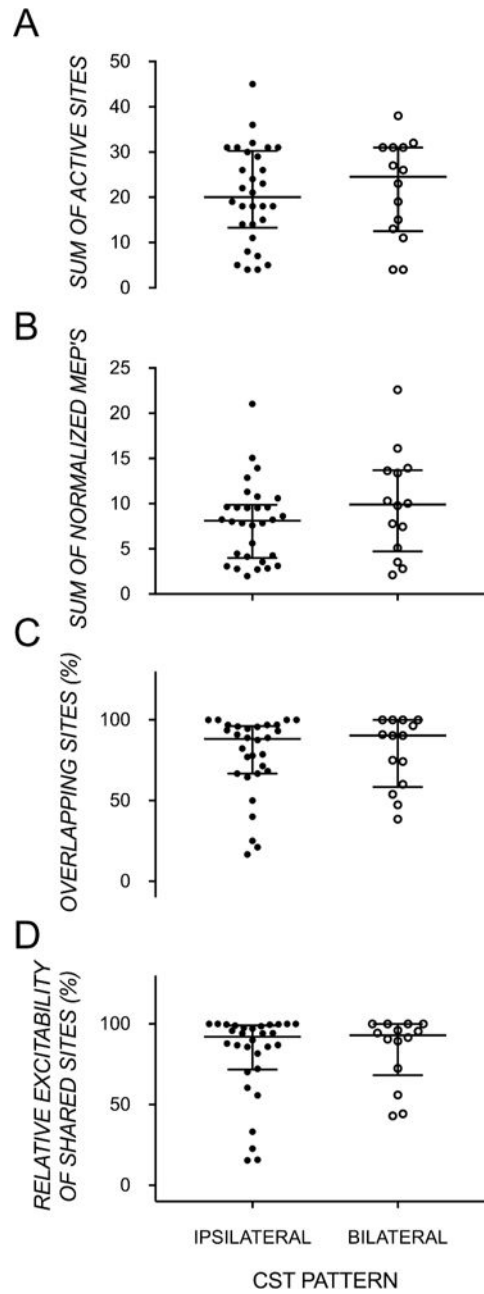 A
SUM OF ACTIVE SITES
50
40
30
20
10
0
B
SUM OF NORMALIZED MEP'S
25
20
15
10
5
0
C
OVERLAPPING SITES (%)
100
50
0
D
RELATIVE EXCITABILITY
OF SHARED SITES (%)
100
50
0
IPSILATERAL BILATERAL
CST PATTERN